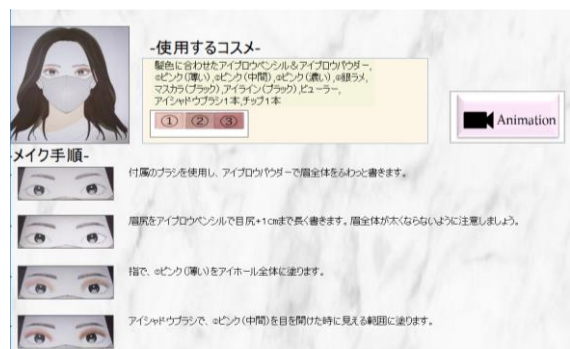 -使用するコスメ-
髪色に合わせたアイブロウペンシル&アイブロウパウダー,
①ピンク(薄い),②ピンク(中間),③ピンク(濃い),④銀ラメ,
マスカラ(ブラック),アイライン(ブラック),ビューラー,
アイシャドウブラシ1本,チップ1本
① ② ③
Animation
メイク手順-
付属のブラシを使用し、アイブロウパウダーで眉全体をふわっと書きます。
眉尻をアイブロウペンシルで目尻+1cmまで長く書きます。眉全体が太くならないように注意しましょう。
指で、①ピンク(薄い)をアイホール全体に塗ります。
アイシャドウブラシで、②ピンク(中間)を目を開けた時に見える範囲に塗ります。